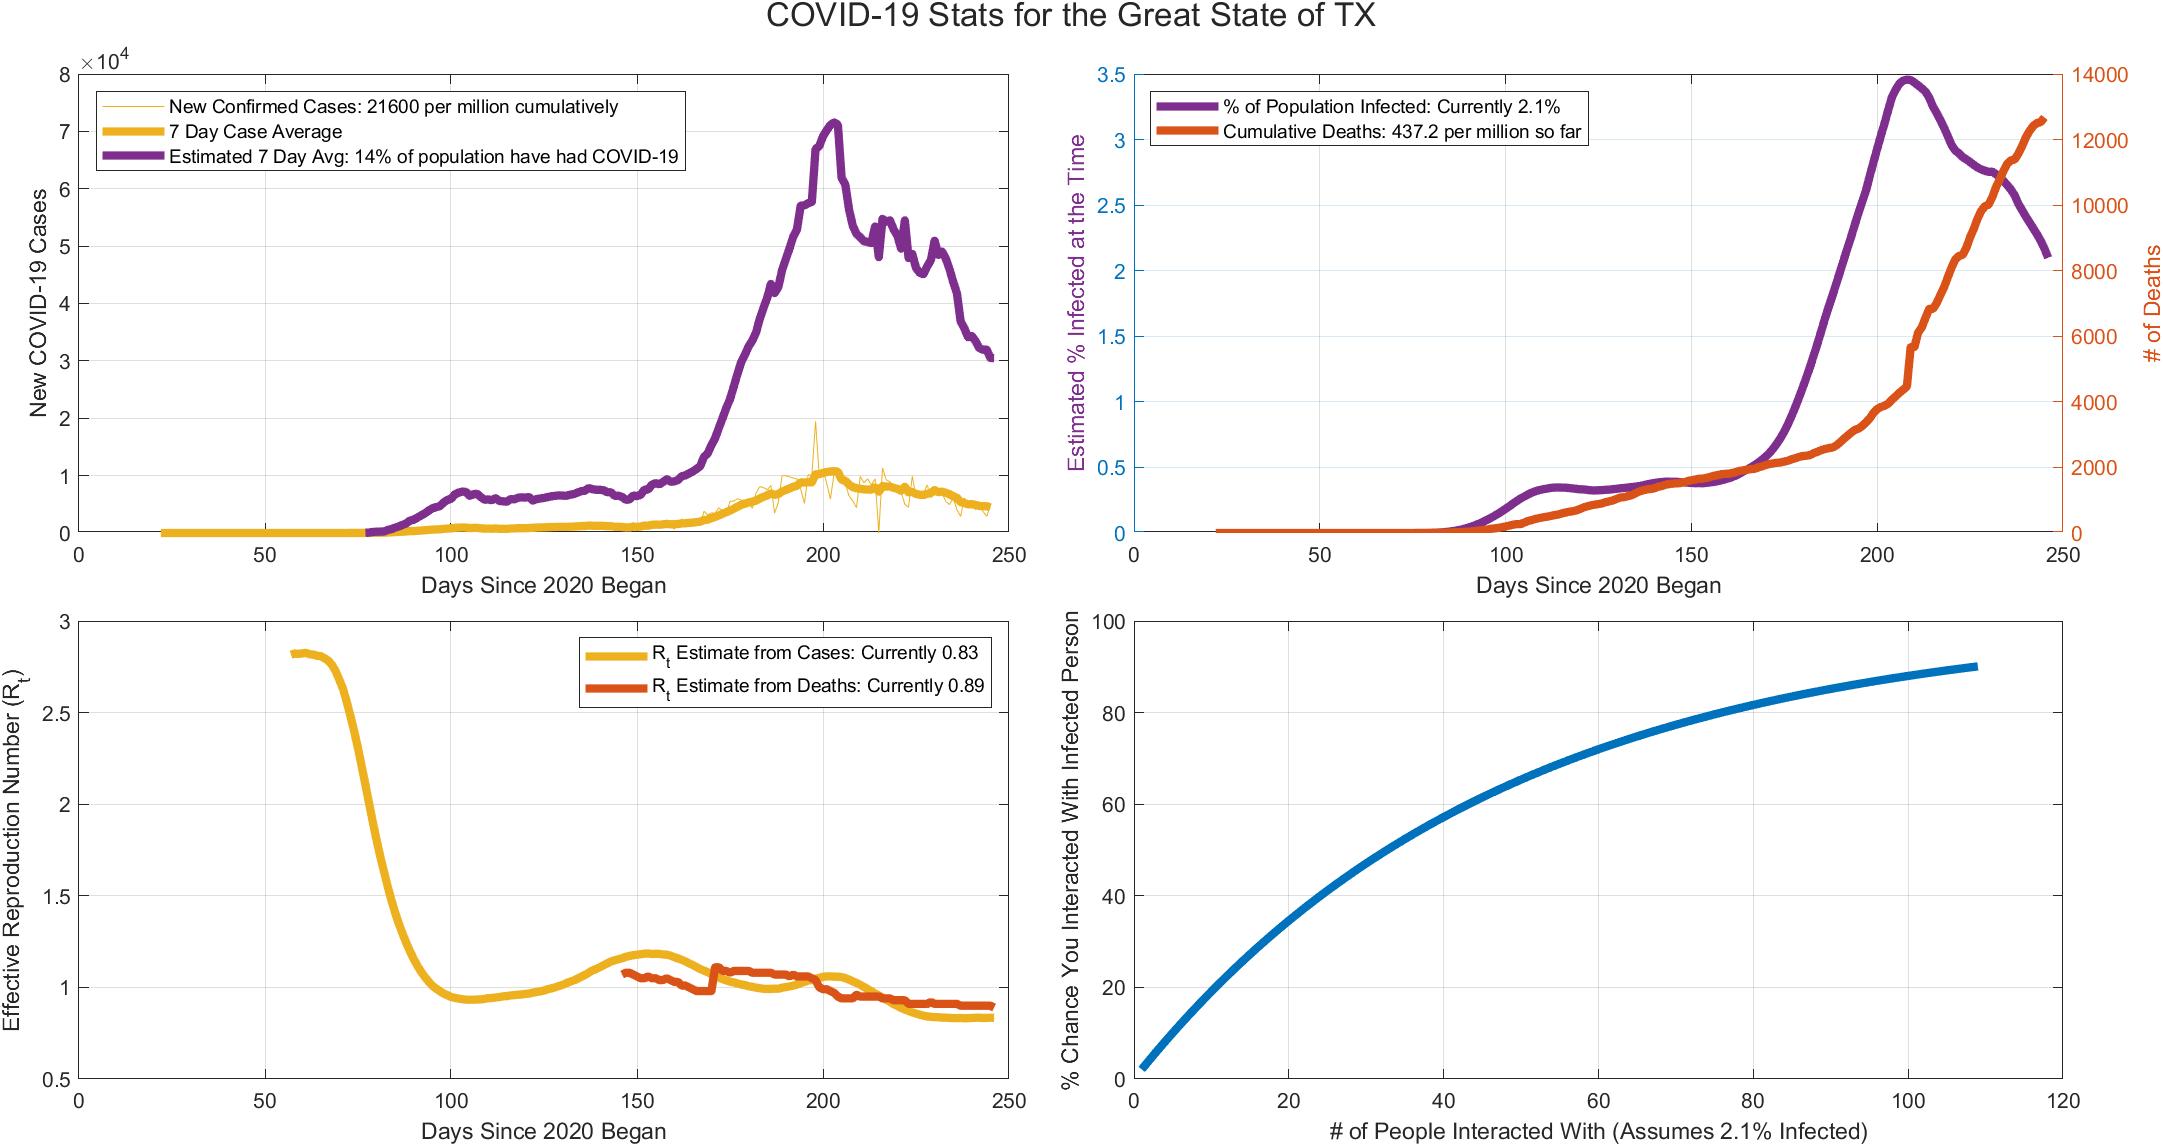 COVID-19 Stats for the Great State of TX
×10⁴
8
7
6
5
4
3
2
1
0
New COVID-19 Cases
New Confirmed Cases: 21600 per million cumulatively
7 Day Case Average
Estimated 7 Day Avg: 14% of population have had COVID-19
0 50 100 150 200 250
Days Since 2020 Began
3.5
3
2.5
2
1.5
1
0.5
0
Estimated % Infected at the Time
% of Population Infected: Currently 2.1%
Cumulative Deaths: 437.2 per million so far
14000
12000
10000
8000
6000
4000
2000
0
# of Deaths
0 50 100 150 200 250
Days Since 2020 Began
3
2.5
2
1.5
1
0.5
Effective Reproduction Number (Rₜ)
Rₜ Estimate from Cases: Currently 0.83
Rₜ Estimate from Deaths: Currently 0.89
0 50 100 150 200 250
Days Since 2020 Began
100
80
60
40
20
0
% Chance You Interacted With Infected Person
0 20 40 60 80 100 120
# of People Interacted With (Assumes 2.1% Infected)